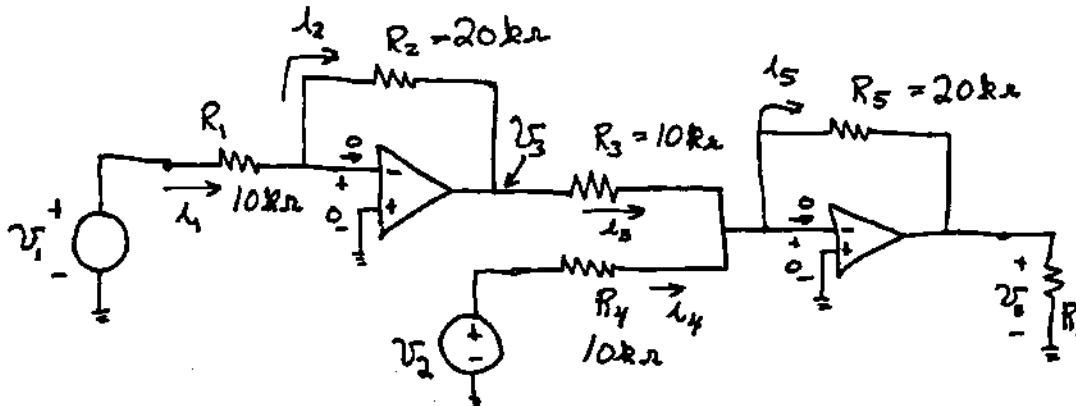 i₂
R₂ = 20kΩ
i₅
R₅ = 20kΩ
R₁
10kΩ
i₁
v₁
+
-
0
+
0
-
-
+
v₃
R₃ = 10kΩ
i₃
R₄
10kΩ
i₄
v₂
+
-
0
+
0
-
-
+
+
-